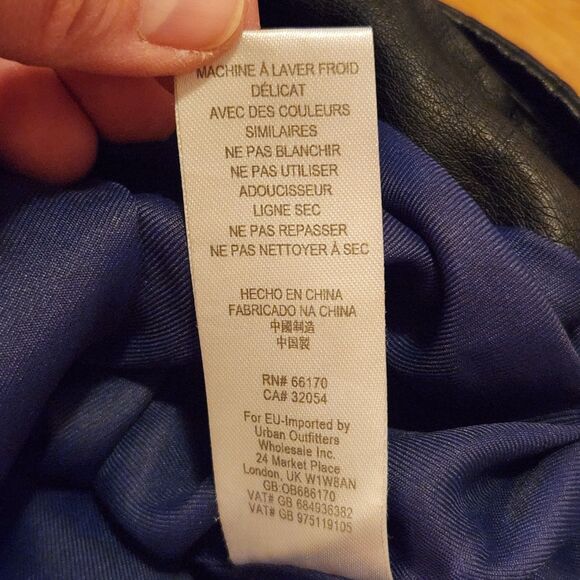 MACHINE À LAVER FROID
DÉLICAT
AVEC DES COULEURS
SIMILAIRES
NE PAS BLANCHIR
NE PAS UTILISER
ADOUCISSEUR
LIGNE SEC
NE PAS REPASSER
NE PAS NETTOYER À SEC
HECHO EN CHINA
FABRICADO NA CHINA
中國制造
中国製
RN# 66170
CA# 32054
For EU-Imported by
Urban Outfitters
Wholesale Inc.
24 Market Place
London, UK W1W8AN
GB OB686170
VAT# GB 684936382
VAT# GB 975119105